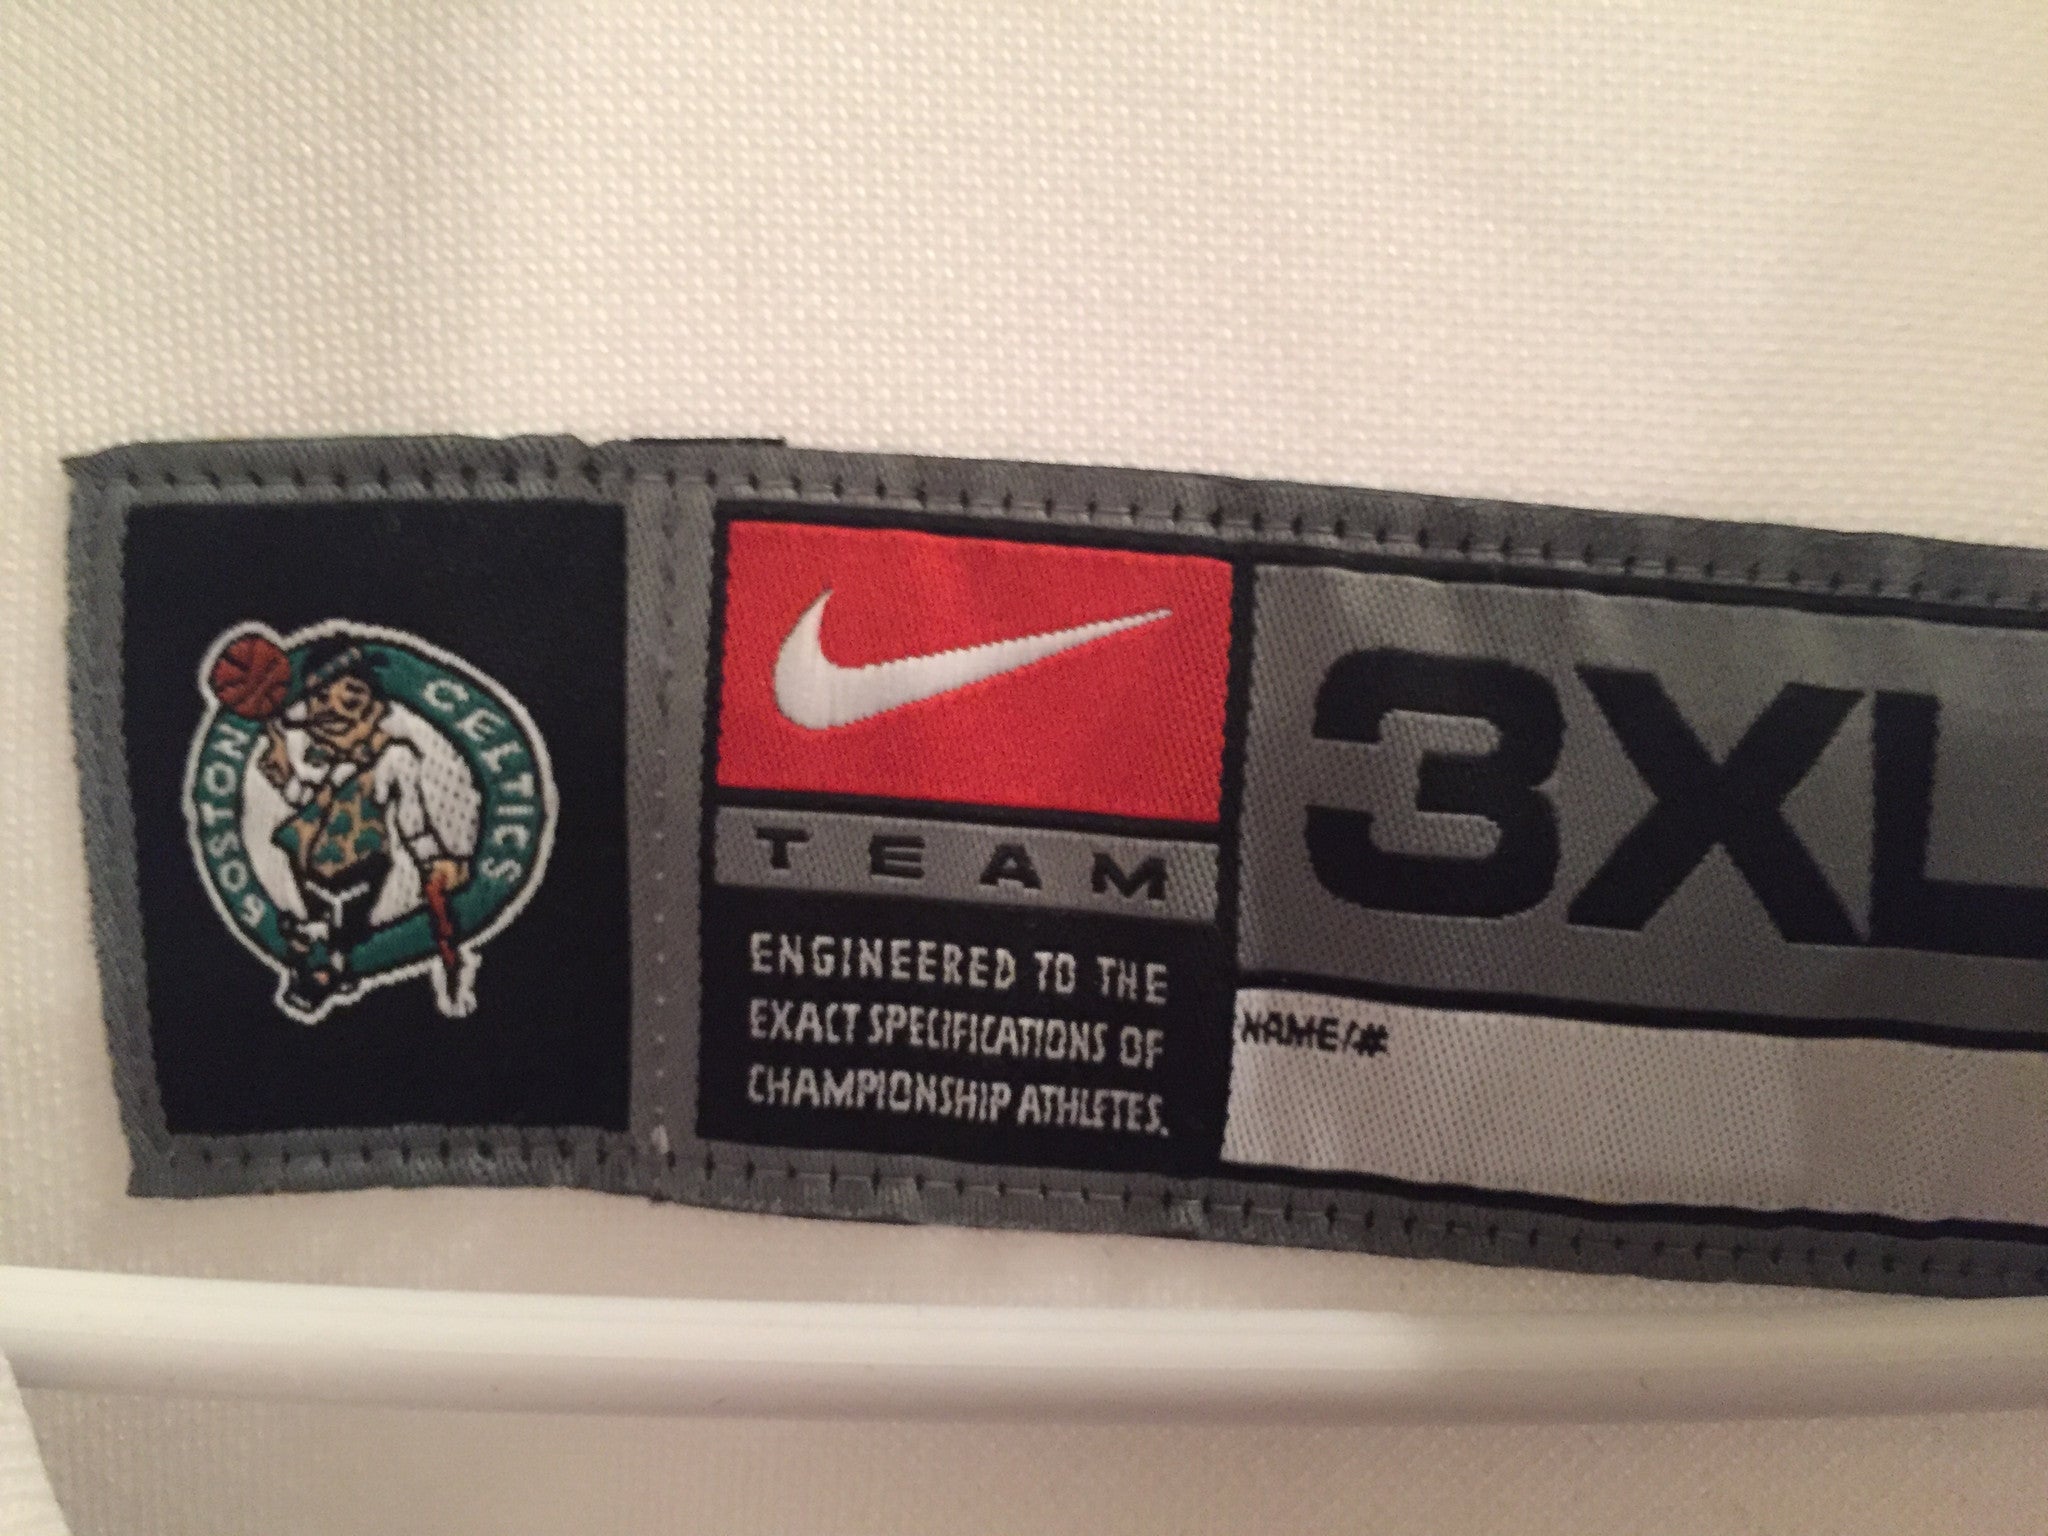 BOSTON CELTICS
TEAM
ENGINEERED TO THE
EXACT SPECIFICATIONS OF
CHAMPIONSHIP ATHLETES.
3XL
NAME/#